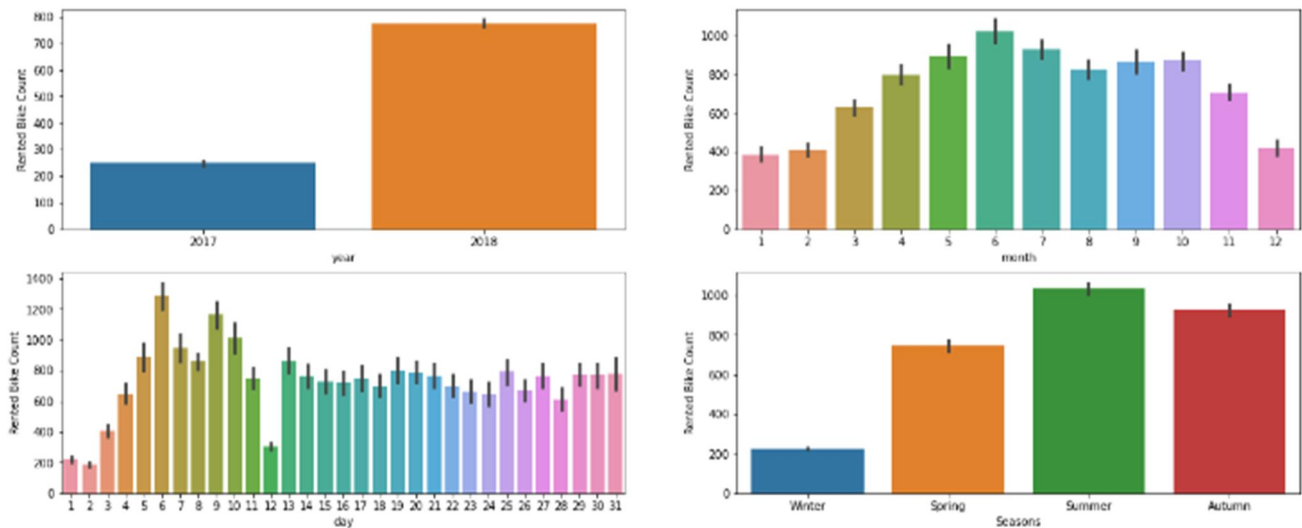 800
700
600
500
400
300
200
100
0
Rented Bike Count
2017 2018
year
1000
800
600
400
200
0
Rented Bike Count
1 2 3 4 5 6 7 8 9 10 11 12
month
1400
1200
1000
800
600
400
200
0
Rented Bike Count
1 2 3 4 5 6 7 8 9 10 11 12 13 14 15 16 17 18 19 20 21 22 23 24 25 26 27 28 29 30 31
day
1000
800
600
400
200
0
Rented Bike Count
Winter Spring Summer Autumn
Seasons